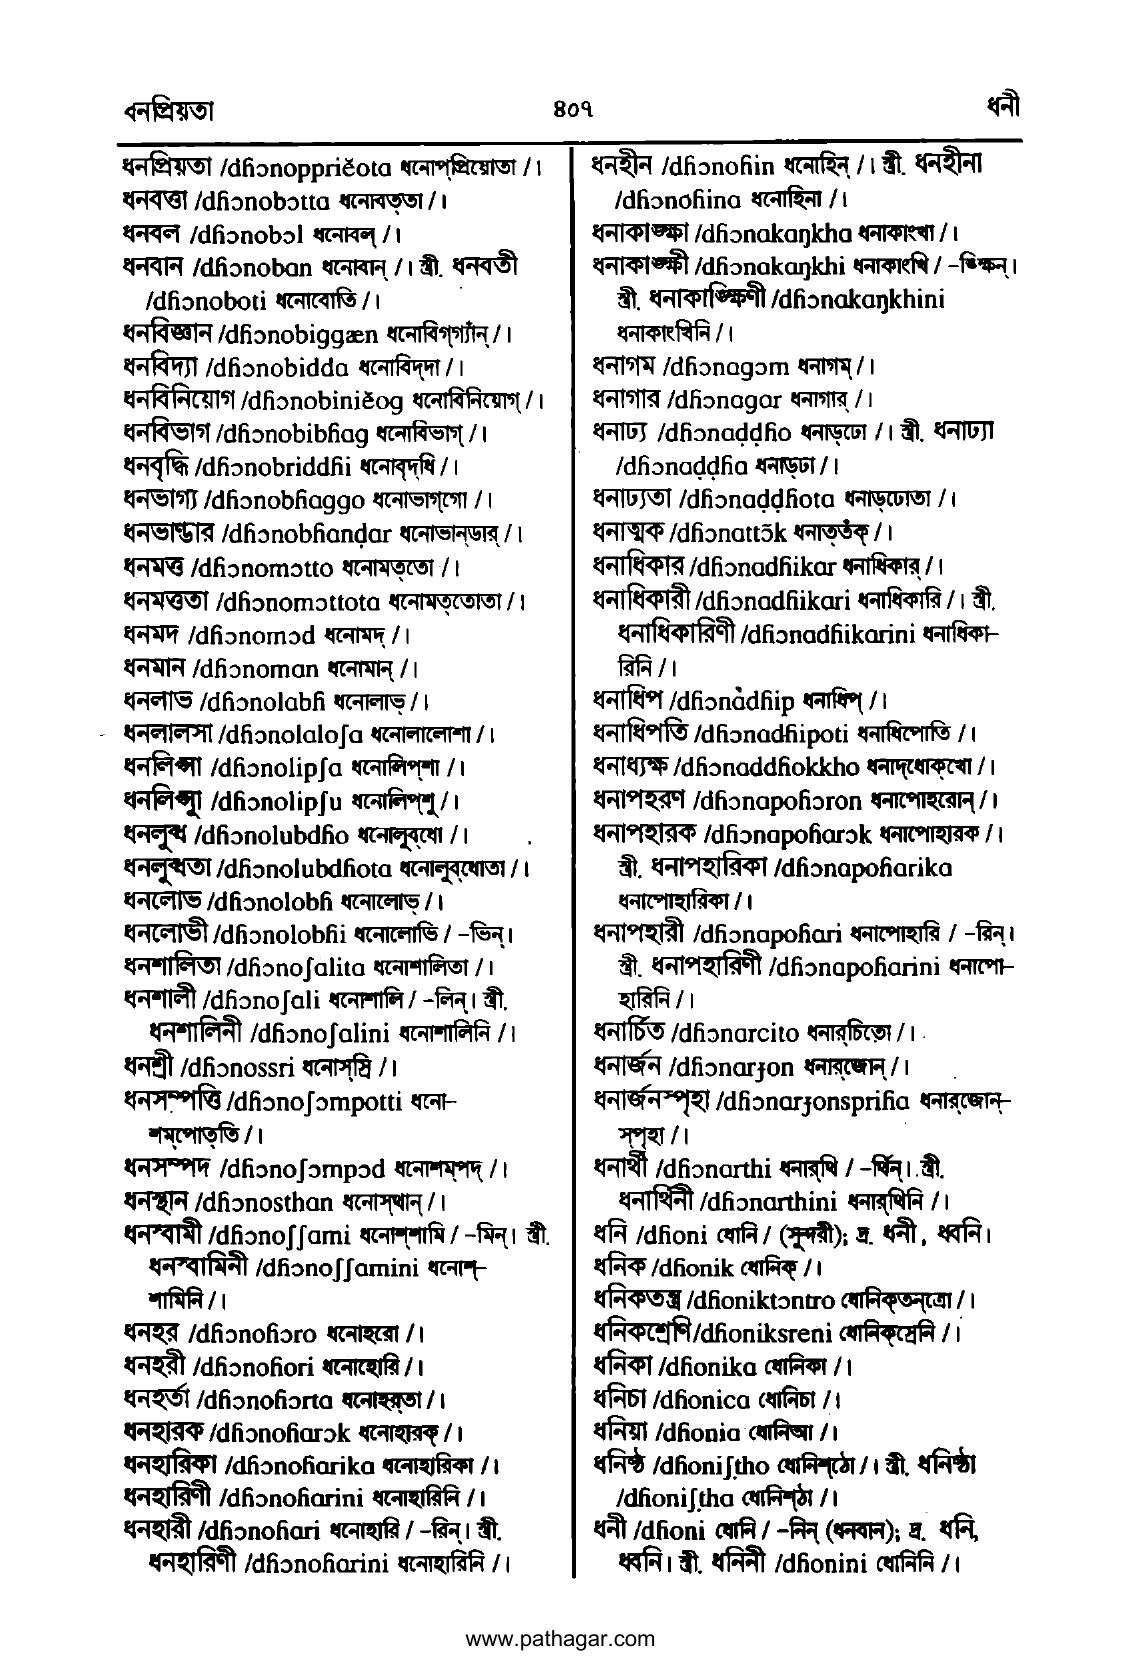 ধনপ্রিয়তা ৪০৭ ধনী
ধনপ্রিয়তা /dɦɔnoppriĕota ধনোপ্‌প্রিয়োতা /।
ধনবত্তা /dɦɔnobɔtta ধনোবত্‌তা /।
ধনবল /dɦɔnobɔl ধনোবল্ /।
ধনবান /dɦɔnoban ধনোবান্ /। স্ত্রী. ধনবতী
/dɦɔnoboti ধনোবোতি /।
ধনবিজ্ঞান /dɦɔnobiggæn ধনোবিগ্‌গ্যাঁন্ /।
ধনবিদ্যা /dɦɔnobidda ধনোবিদ্‌দা /।
ধনবিনিয়োগ /dɦɔnobiniĕog ধনোবিনিয়োগ্ /।
ধনবিভাগ /dɦɔnobibɦag ধনোবিভাগ্ /।
ধনবৃদ্ধি /dɦɔnobriddɦi ধনোবৃদ্‌ধি /।
ধনভাগ্য /dɦɔnobɦaggo ধনোভাগ্‌গো /।
ধনভাণ্ডার /dɦɔnobɦanḍar ধনোভান্‌ডার্ /।
ধনমত্ত /dɦɔnomɔtto ধনোমত্‌তো /।
ধনমত্ততা /dɦɔnomɔttota ধনোমত্‌তোতা /।
ধনমদ /dɦɔnomɔd ধনোমদ্ /।
ধনমান /dɦɔnoman ধনোমান্ /।
ধনলাভ /dɦɔnolabɦ ধনোলাভ্ /।
ধনলালসা /dɦɔnolaloʃa ধনোলালোশা /।
ধনলিপ্সা /dɦɔnolipʃa ধনোলিপ্‌শা /।
ধনলিপ্সু /dɦɔnolipʃu ধনোলিপ্‌শু /।
ধনলুব্ধ /dɦɔnolubdɦo ধনোলুব্‌ধো /।
ধনলুব্ধতা /dɦɔnolubdɦota ধনোলুব্‌ধোতা /।
ধনলোভ /dɦɔnolobɦ ধনোলোভ্ /।
ধনলোভী /dɦɔnolobɦi ধনোলোভি / -ভিন্।
ধনশালিতা /dɦɔnoʃalita ধনোশালিতা /।
ধনশালী /dɦɔnoʃali ধনোশালি / -লিন্। স্ত্রী.
ধনশালিনী /dɦɔnoʃalini ধনোশালিনি /।
ধনশ্রী /dɦɔnossri ধনোস্‌স্রি /।
ধনসম্পত্তি /dɦɔnoʃɔmpotti ধনো-
শম্‌পোত্‌তি /।
ধনসম্পদ /dɦɔnoʃɔmpɔd ধনোশম্‌পদ্ /।
ধনস্থান /dɦɔnosthan ধনোস্‌থান্ /।
ধনস্বামী /dɦɔnoʃʃami ধনোশ্‌শামি / -মিন্। স্ত্রী.
ধনস্বামিনী /dɦɔnoʃʃamini ধনোশ্-
শামিনি /।
ধনহর /dɦɔnoɦɔro ধনোহরো /।
ধনহরী /dɦɔnoɦori ধনোহোরি /।
ধনহর্তা /dɦɔnoɦɔrta ধনোহর্‌তা /।
ধনহারক /dɦɔnoɦarɔk ধনোহারক্ /।
ধনহারিকা /dɦɔnoɦarika ধনোহারিকা /।
ধনহারিণী /dɦɔnoɦarini ধনোহারিনি /।
ধনহারী /dɦɔnoɦari ধনোহারি / -রিন্। স্ত্রী.
ধনহারিণী /dɦɔnoɦarini ধনোহারিনি /।
ধনহীন /dɦɔnoɦin ধনোহিন্ /। স্ত্রী. ধনহীনা
/dɦɔnoɦina ধনোহিনা /।
ধনাকাঙ্ক্ষা /dɦɔnakaŋkha ধনাকাংখা /।
ধনাকাঙ্ক্ষী /dɦɔnakaŋkhi ধনাকাংখি / -ঙ্ক্ষিন্।
স্ত্রী. ধনাকাঙ্ক্ষিণী /dɦɔnakaŋkhini
ধনাকাংখিনি /।
ধনাগম /dɦɔnagɔm ধনাগম্ /।
ধনাগার /dɦɔnagar ধনাগার্ /।
ধনাঢ্য /dɦɔnaḍḍɦo ধনাড্‌ঢো /। স্ত্রী. ধনাঢ্যা
/dɦɔnaḍḍɦa ধনাড্‌ঢা /।
ধনাঢ্যতা /dɦɔnaḍḍɦota ধনাড্‌ঢোতা /।
ধনাত্মক /dɦɔnattɔ̃k ধনাত্‌তঁক্ /।
ধনাধিকার /dɦɔnadɦikar ধনাধিকার্ /।
ধনাধিকারী /dɦɔnadɦikari ধনাধিকারি /। স্ত্রী.
ধনাধিকারিণী /dɦɔnadɦikarini ধনাধিকা-
রিনি /।
ধনাধিপ /dɦɔnadɦip ধনাধিপ্ /।
ধনাধিপতি /dɦɔnadɦipoti ধনাধিপোতি /।
ধনাধ্যক্ষ /dɦɔnaddɦokkho ধনাদ্‌ধোক্‌খো /।
ধনাপহরণ /dɦɔnapoɦɔron ধনাপোহরোন্ /।
ধনাপহারক /dɦɔnapoɦarɔk ধনাপোহারক /।
স্ত্রী. ধনাপহারিকা /dɦɔnapoɦarika
ধনাপোহারিকা /।
ধনাপহারী /dɦɔnapoɦari ধনাপোহারি / -রিন্।
স্ত্রী. ধনাপহারিণী /dɦɔnapoɦarini ধনাপো-
হারিনি /।
ধনার্চিত /dɦɔnarcito ধনার্‌চিতো /।
ধনার্জন /dɦɔnarɟon ধনার্‌জোন্ /।
ধনার্জনস্পৃহা /dɦɔnarɟonspriɦa ধনার্‌জোন্-
স্‌পৃহা /।
ধনার্থী /dɦɔnarthi ধনার্‌থি / -র্থিন্। স্ত্রী.
ধনার্থিনী /dɦɔnarthini ধনার্‌থিনি /।
ধনি /dɦoni ধোনি / (সুন্দরী); দ্র. ধনী, ধ্বনি।
ধনিক /dɦonik ধোনিক্ /।
ধনিকতন্ত্র /dɦoniktɔntro ধোনিক্‌তন্‌ত্রো /।
ধনিকশ্রেণি /dɦoniksreni ধোনিক্‌স্রেনি /।
ধনিকা /dɦonika ধোনিকা /।
ধনিচা /dɦonica ধোনিচা /।
ধনিয়া /dɦonia ধোনিআ /।
ধনিষ্ঠ /dɦoniʃṭho ধোনিশ্‌ঠো /। স্ত্রী. ধনিষ্ঠা
/dɦoniʃṭha ধোনিশ্‌ঠা /।
ধনী /dɦoni ধোনি / -নিন্ (ধনবান); দ্র. ধনি,
ধ্বনি। স্ত্রী. ধনিনী /dɦonini ধোনিনি /।
www.pathagar.com